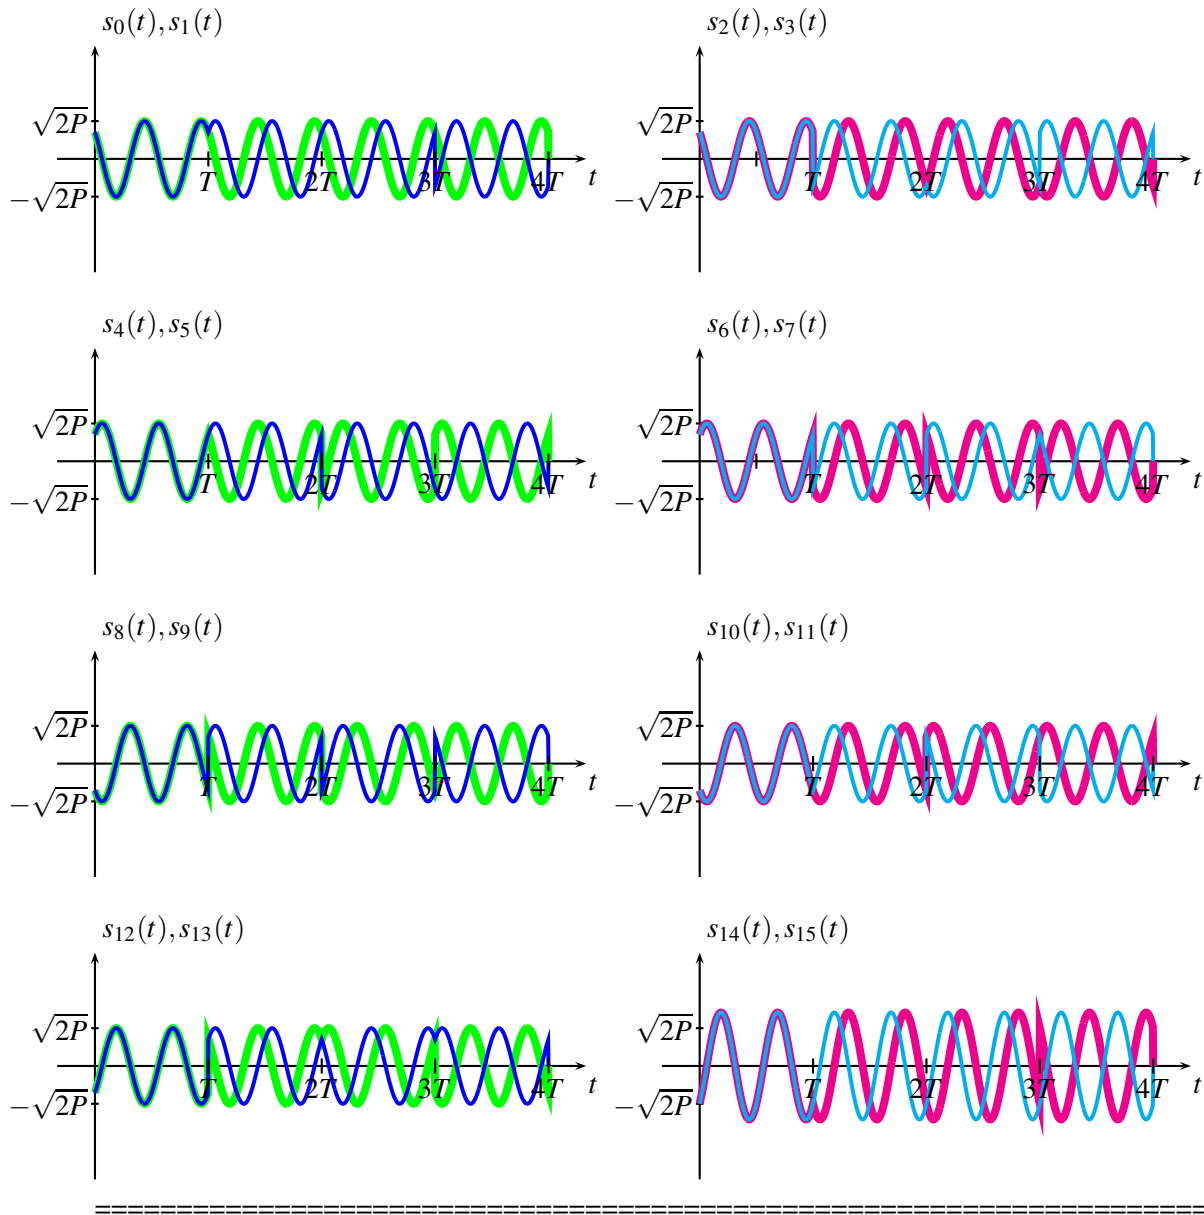 s₀(t), s₁(t)
√2P
−√2P
T 2T 3T 4T t
s₂(t), s₃(t)
√2P
−√2P
T 2T 3T 4T t
s₄(t), s₅(t)
√2P
−√2P
T 2T 3T 4T t
s₆(t), s₇(t)
√2P
−√2P
T 2T 3T 4T t
s₈(t), s₉(t)
√2P
−√2P
T 2T 3T 4T t
s₁₀(t), s₁₁(t)
√2P
−√2P
T 2T 3T 4T t
s₁₂(t), s₁₃(t)
√2P
−√2P
T 2T 3T 4T t
s₁₄(t), s₁₅(t)
√2P
−√2P
T 2T 3T 4T t